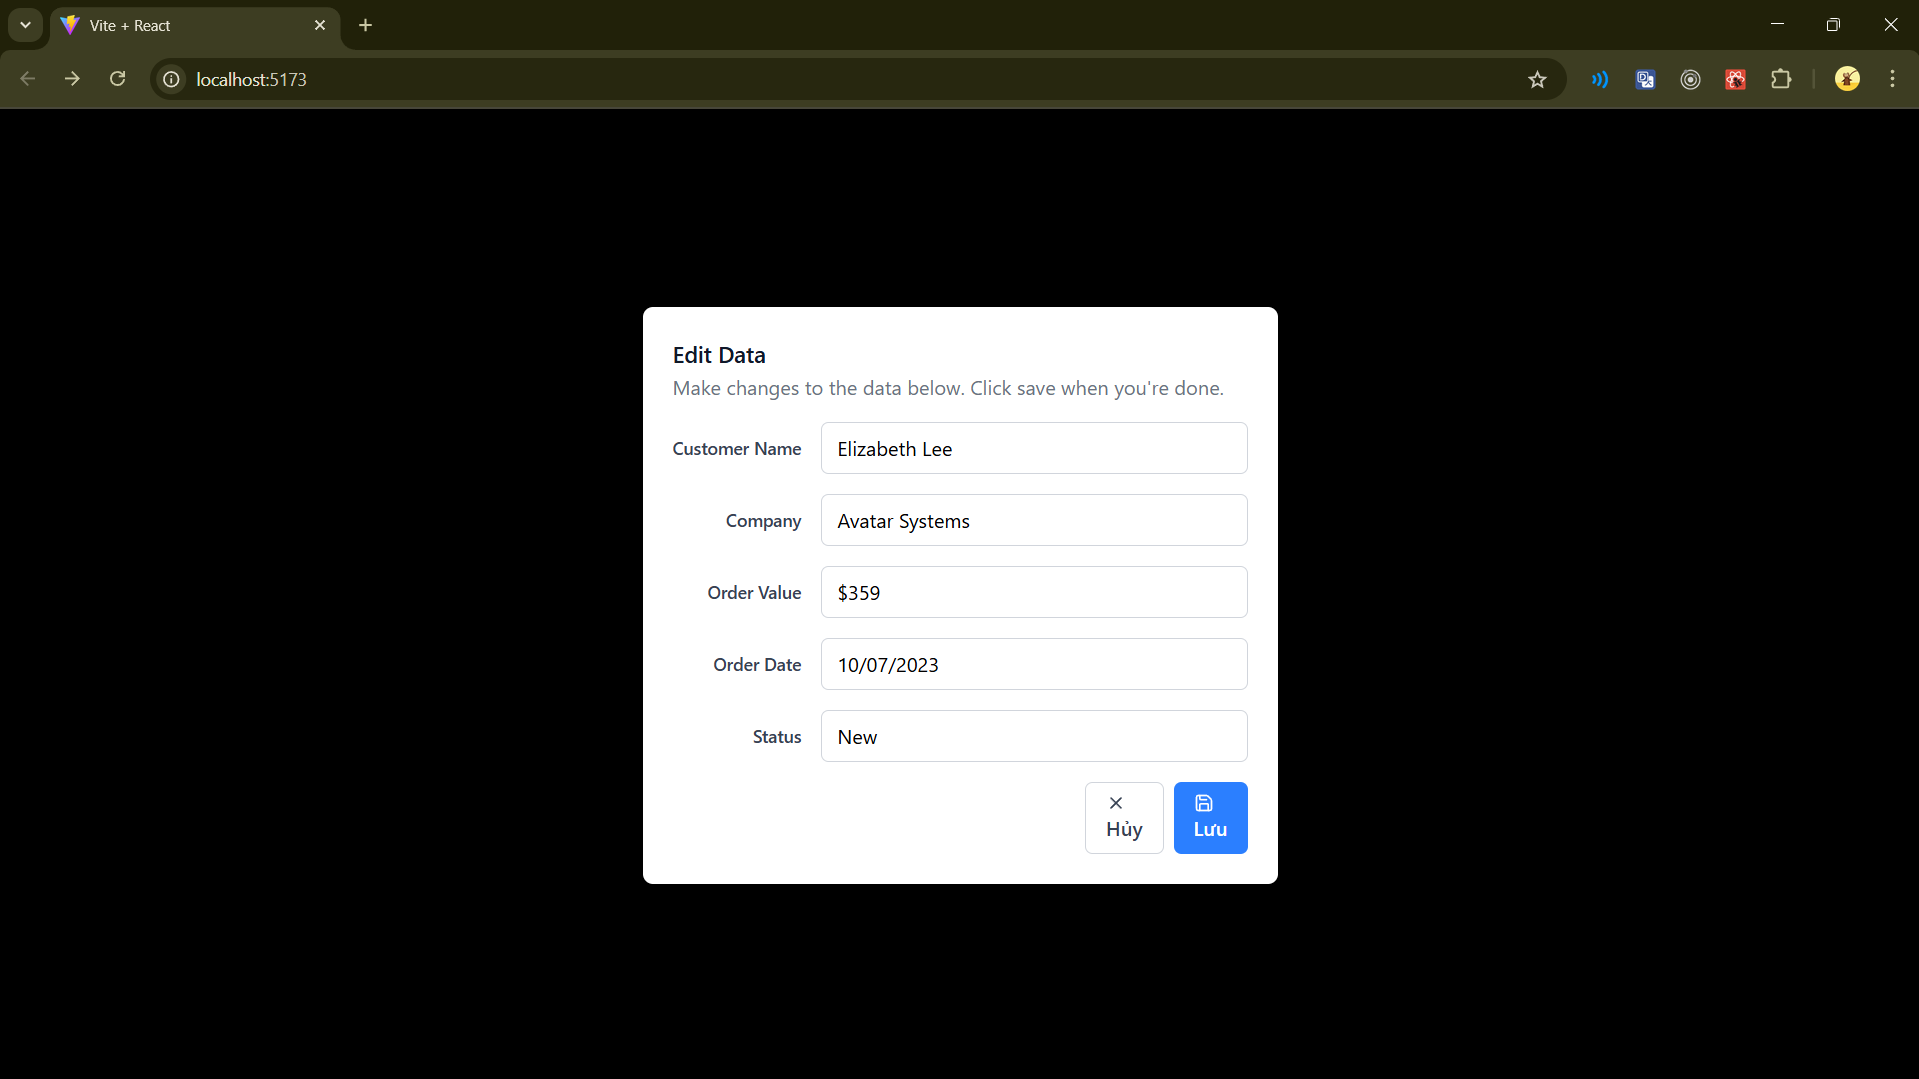 Vite + React
localhost:5173
Edit Data
Make changes to the data below. Click save when you're done.
Customer Name Elizabeth Lee
Company Avatar Systems
Order Value $359
Order Date 10/07/2023
Status New
Hủy Lưu